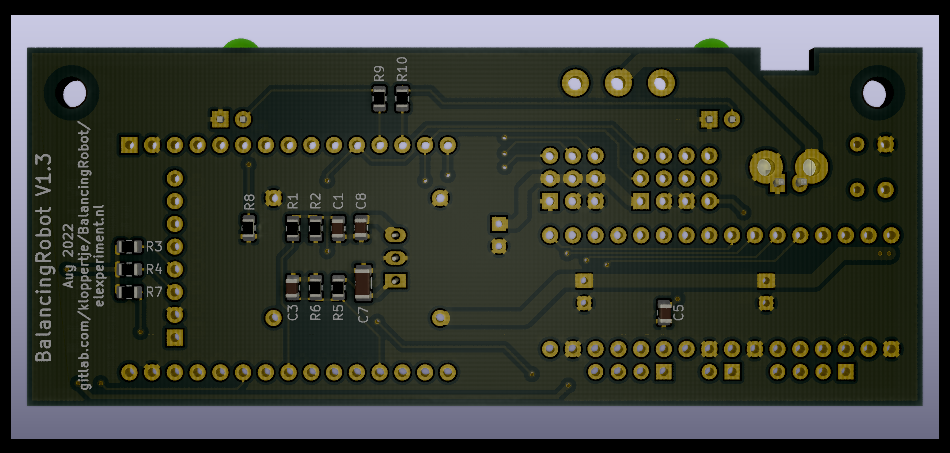 BalancingRobot V1.3
Aug 2022
gitlab.com/kloppertje/BalancingRobot/
elexperiment.nl
R9
R10
R8
R1
R2
C1
C8
R3
R4
R7
C3
R6
R5
C7
C5